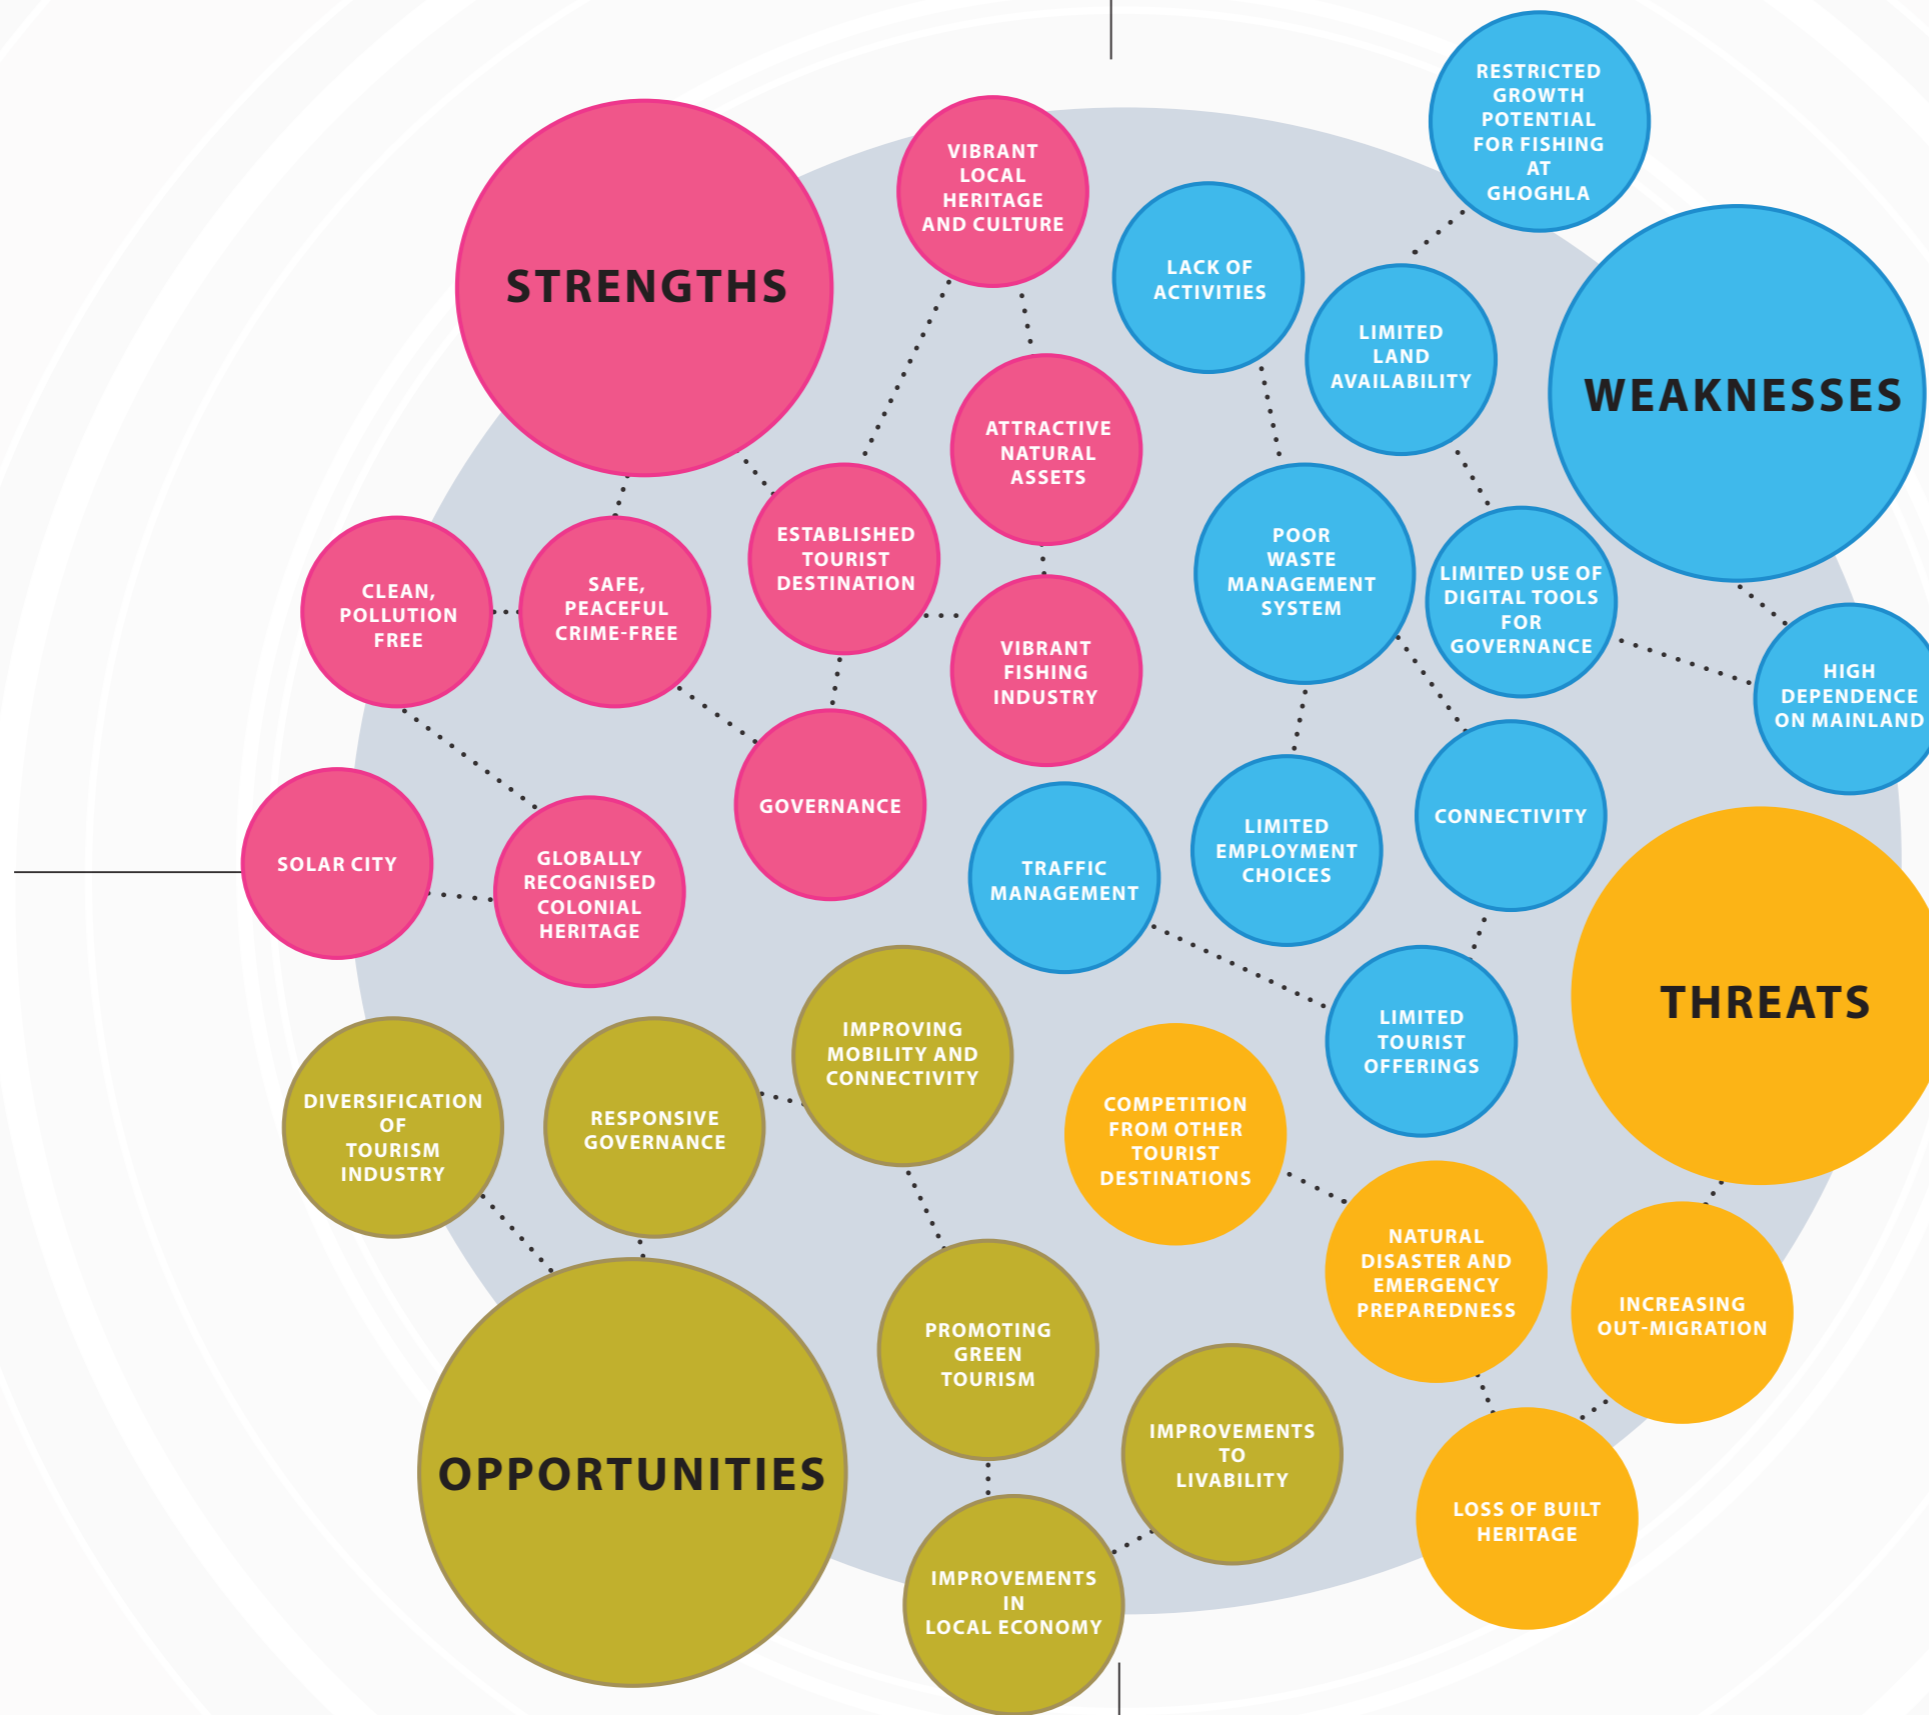 STRENGTHS
VIBRANT
LOCAL
HERITAGE
AND CULTURE
ATTRACTIVE
NATURAL
ASSETS
ESTABLISHED
TOURIST
DESTINATION
SAFE,
PEACEFUL
CRIME-FREE
CLEAN,
POLLUTION
FREE
VIBRANT
FISHING
INDUSTRY
GOVERNANCE
SOLAR CITY
GLOBALLY
RECOGNISED
COLONIAL
HERITAGE
RESTRICTED
GROWTH
POTENTIAL
FOR FISHING
AT
GHOGHLA
WEAKNESSES
LACK OF
ACTIVITIES
LIMITED
LAND
AVAILABILITY
POOR
WASTE
MANAGEMENT
SYSTEM
LIMITED USE OF
DIGITAL TOOLS
FOR
GOVERNANCE
HIGH
DEPENDENCE
ON MAINLAND
TRAFFIC
MANAGEMENT
LIMITED
EMPLOYMENT
CHOICES
CONNECTIVITY
LIMITED
TOURIST
OFFERINGS
DIVERSIFICATION
OF
TOURISM
INDUSTRY
RESPONSIVE
GOVERNANCE
IMPROVING
MOBILITY AND
CONNECTIVITY
OPPORTUNITIES
PROMOTING
GREEN
TOURISM
IMPROVEMENTS
TO
LIVABILITY
IMPROVEMENTS
IN
LOCAL ECONOMY
THREATS
COMPETITION
FROM OTHER
TOURIST
DESTINATIONS
NATURAL
DISASTER AND
EMERGENCY
PREPAREDNESS
INCREASING
OUT-MIGRATION
LOSS OF BUILT
HERITAGE